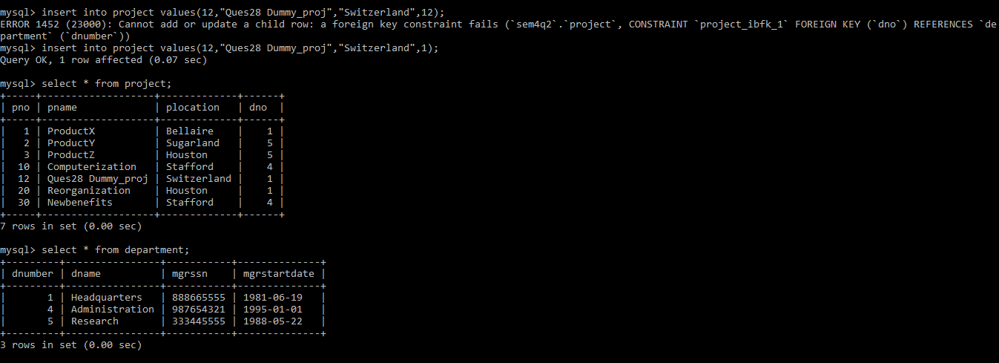 mysql> insert into project values(12,"Ques28 Dummy_proj","Switzerland",12);
ERROR 1452 (23000): Cannot add or update a child row: a foreign key constraint fails (`sem4q2`.`project`, CONSTRAINT `project_ibfk_1` FOREIGN KEY (`dno`) REFERENCES `de
partment` (`dnumber`))
mysql> insert into project values(12,"Ques28 Dummy_proj","Switzerland",1);
Query OK, 1 row affected (0.07 sec)

mysql> select * from project;
+-----+-------------------+-------------+------+
| pno | pname             | plocation   | dno  |
+-----+-------------------+-------------+------+
|   1 | ProductX          | Bellaire    |    1 |
|   2 | ProductY          | Sugarland   |    5 |
|   3 | ProductZ          | Houston     |    5 |
|  10 | Computerization   | Stafford    |    4 |
|  12 | Ques28 Dummy_proj | Switzerland |    1 |
|  20 | Reorganization    | Houston     |    1 |
|  30 | Newbenefits       | Stafford    |    4 |
+-----+-------------------+-------------+------+
7 rows in set (0.00 sec)

mysql> select * from department;
+---------+----------------+-----------+--------------+
| dnumber | dname          | mgrssn    | mgrstartdate |
+---------+----------------+-----------+--------------+
|       1 | Headquarters   | 888665555 | 1981-06-19   |
|       4 | Administration | 987654321 | 1995-01-01   |
|       5 | Research       | 333445555 | 1988-05-22   |
+---------+----------------+-----------+--------------+
3 rows in set (0.00 sec)